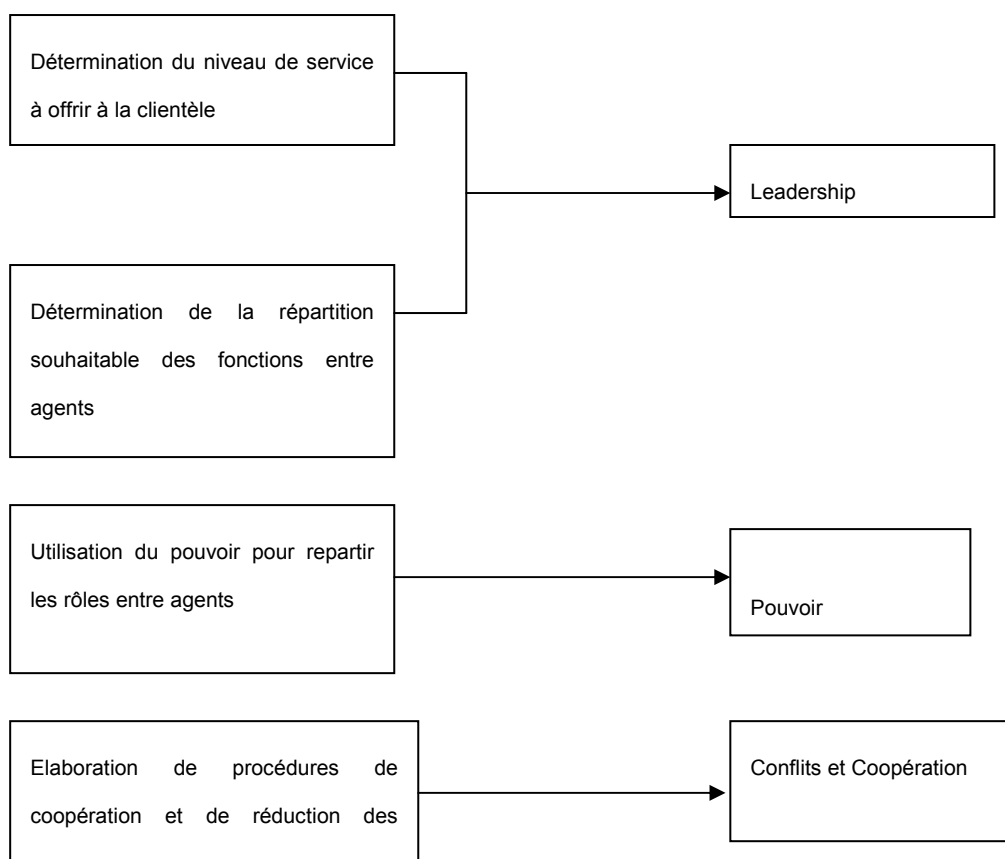 Détermination du niveau de service
à offrir à la clientèle
Leadership
Détermination de la répartition
souhaitable des fonctions entre
agents
Utilisation du pouvoir pour repartir
les rôles entre agents
Pouvoir
Elaboration de procédures de
coopération et de réduction des
Conflits et Coopération